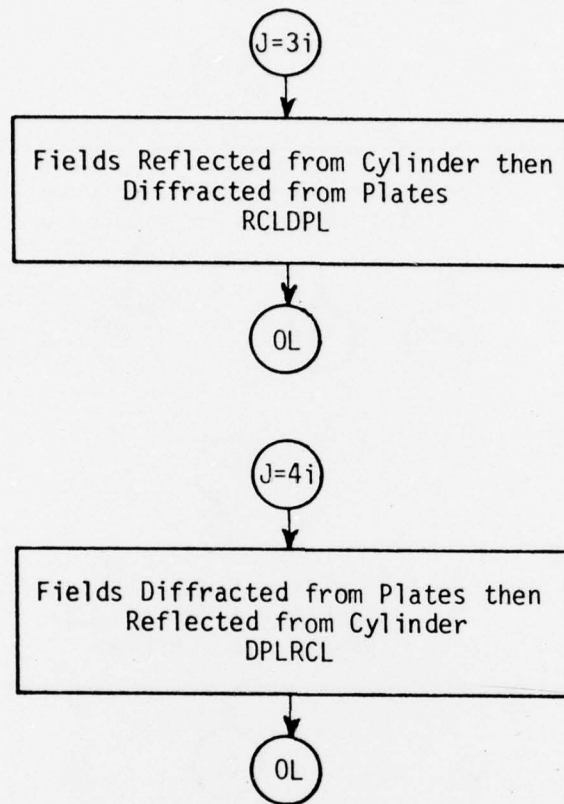 J=3i
Fields Reflected from Cylinder then
Diffracted from Plates
RCLDPL
OL
J=4i
Fields Diffracted from Plates then
Reflected from Cylinder
DPLRCL
OL